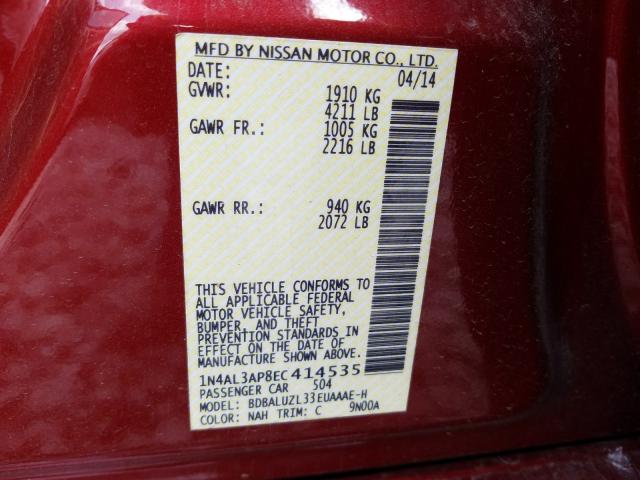 MFD BY NISSAN MOTOR CO., LTD.
DATE: 04/14
GVWR: 1910 KG
4211 LB
GAWR FR.: 1005 KG
2216 LB
GAWR RR.: 940 KG
2072 LB
THIS VEHICLE CONFORMS TO
ALL APPLICABLE FEDERAL
MOTOR VEHICLE SAFETY,
BUMPER, AND THEFT
PREVENTION STANDARDS IN
EFFECT ON THE DATE OF
MANUFACTURE SHOWN ABOVE.
1N4AL3AP8EC414535
PASSENGER CAR 504
MODEL: BDBALUZL33EUAAAE-H
COLOR: NAH TRIM: C 9N00A